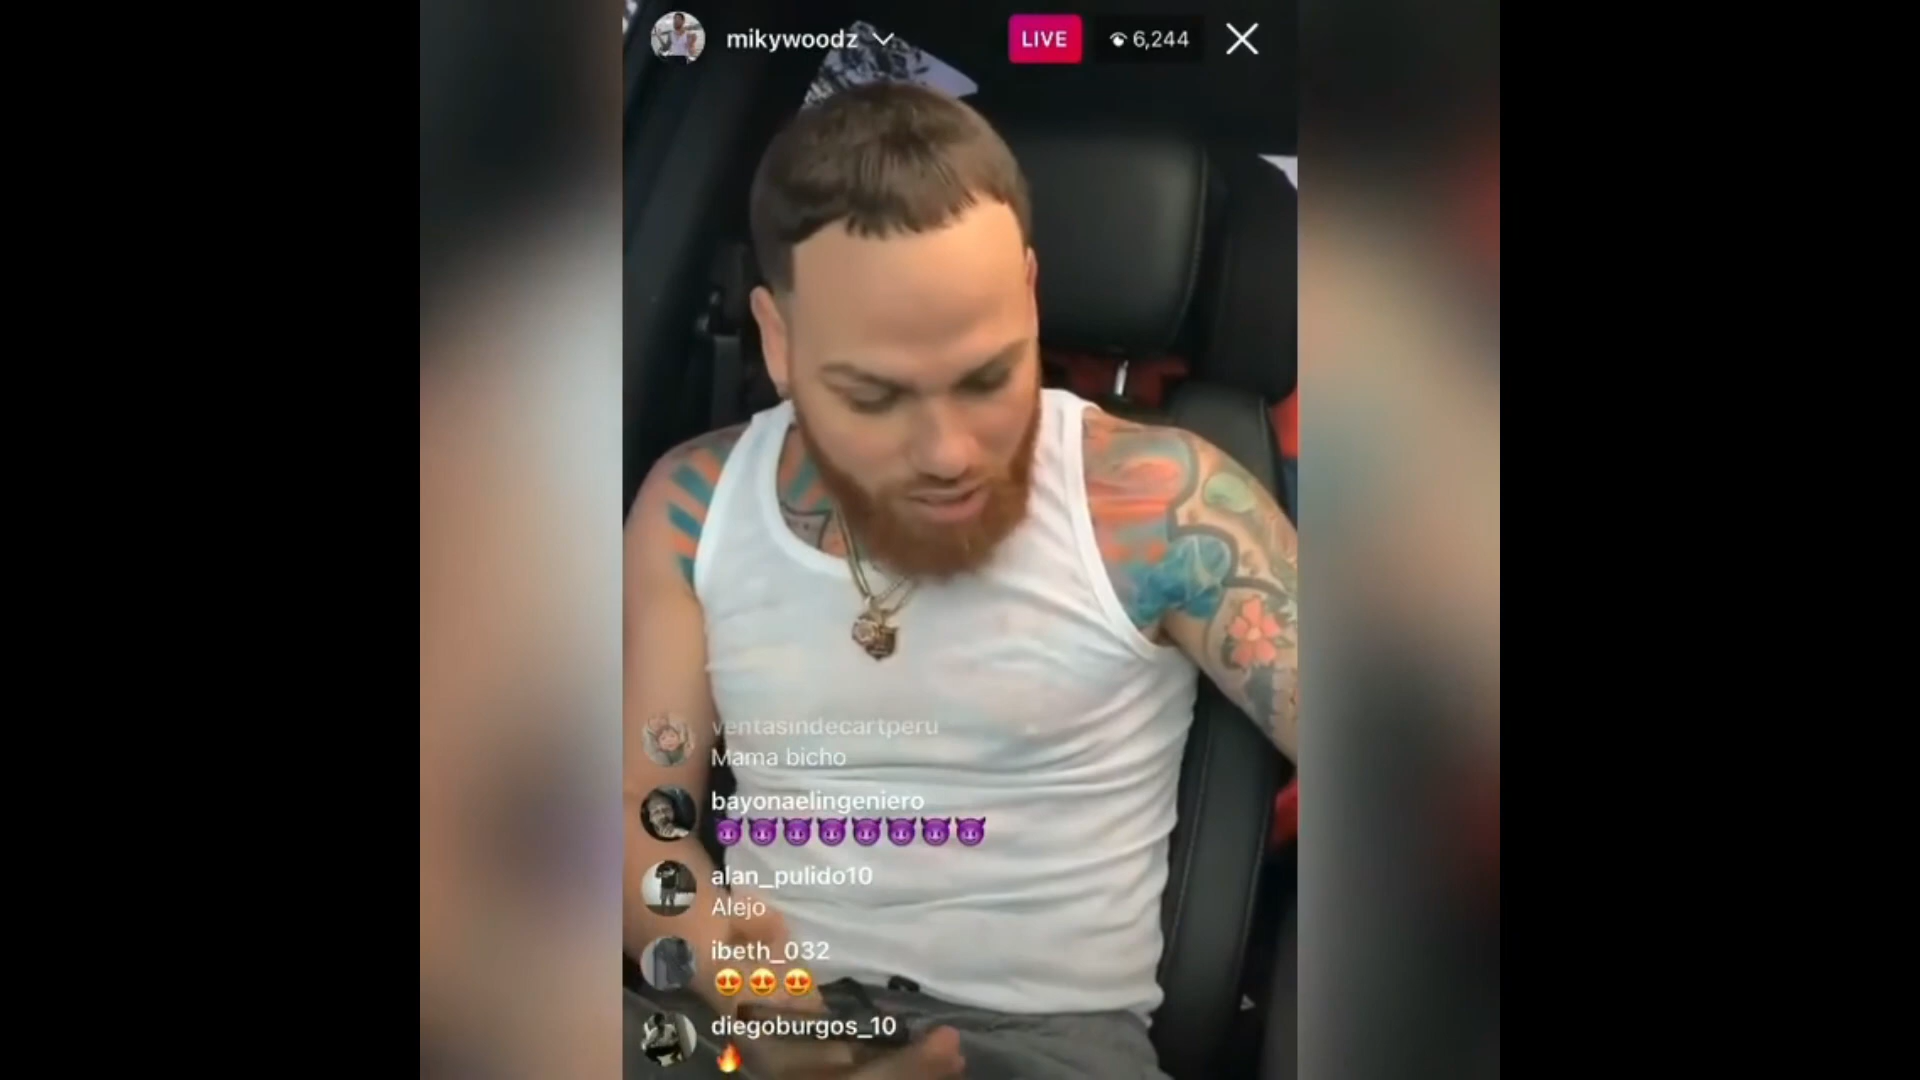 mikywoodz
LIVE
6,244
ventasindecartperu
Mama bicho
bayonaelingeniero
😈😈😈😈😈😈😈😈
alan_pulido10
Alejo
ibeth_032
😍😍😍
diegoburgos_10
🔥